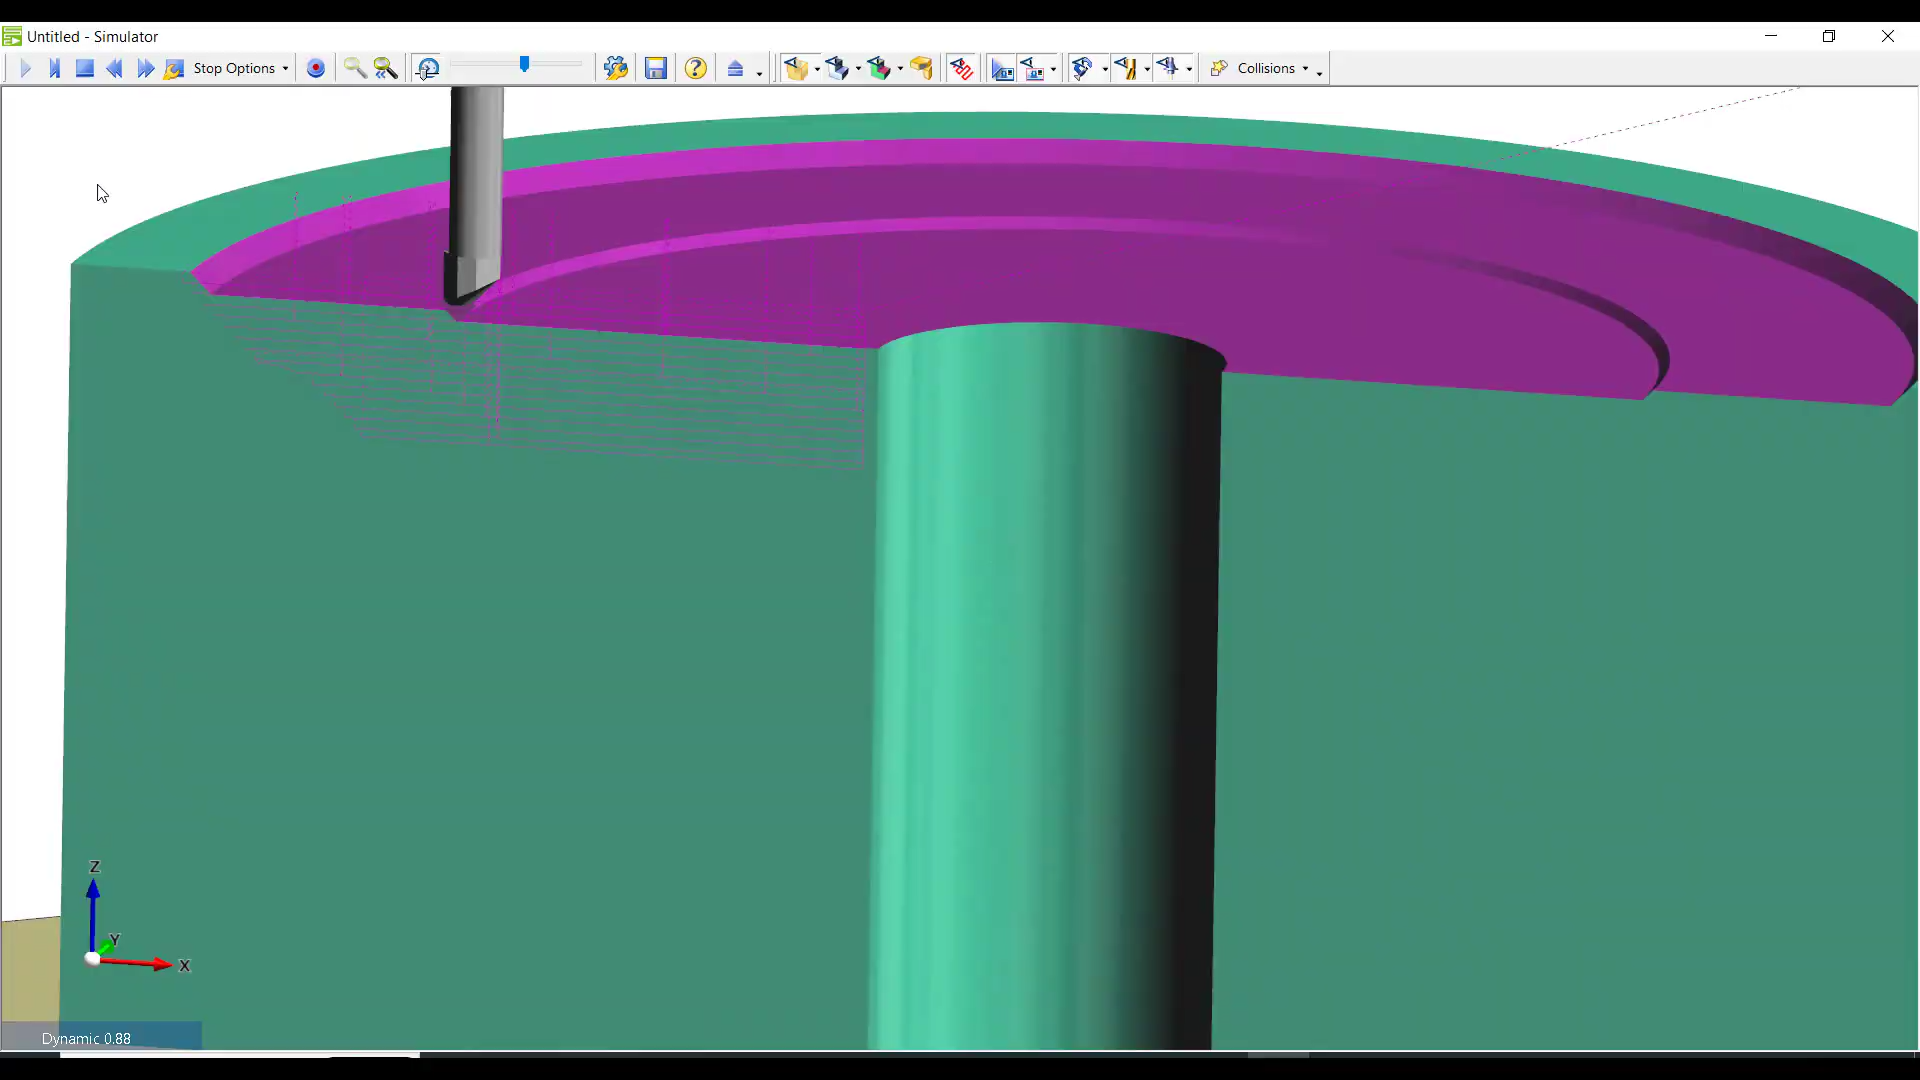 Untitled - Simulator
Stop Options
Collisions
Z
Y
X
Dynamic 0.88